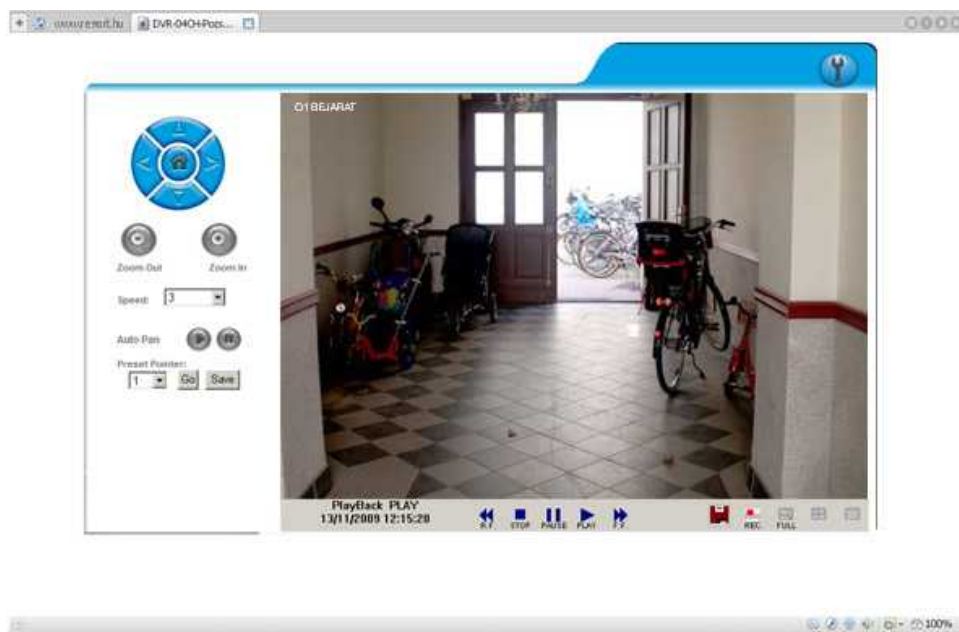 DVR-04CH-Pozs...
01 BEJARAT
Zoom Out
Zoom In
Speed: 3
Auto Pan
Preset Pointer:
1 Go Save
PlayBack PLAY
13/11/2009 12:15:20
R.F STOP PAUSE PLAY F.F
REC FULL
100%